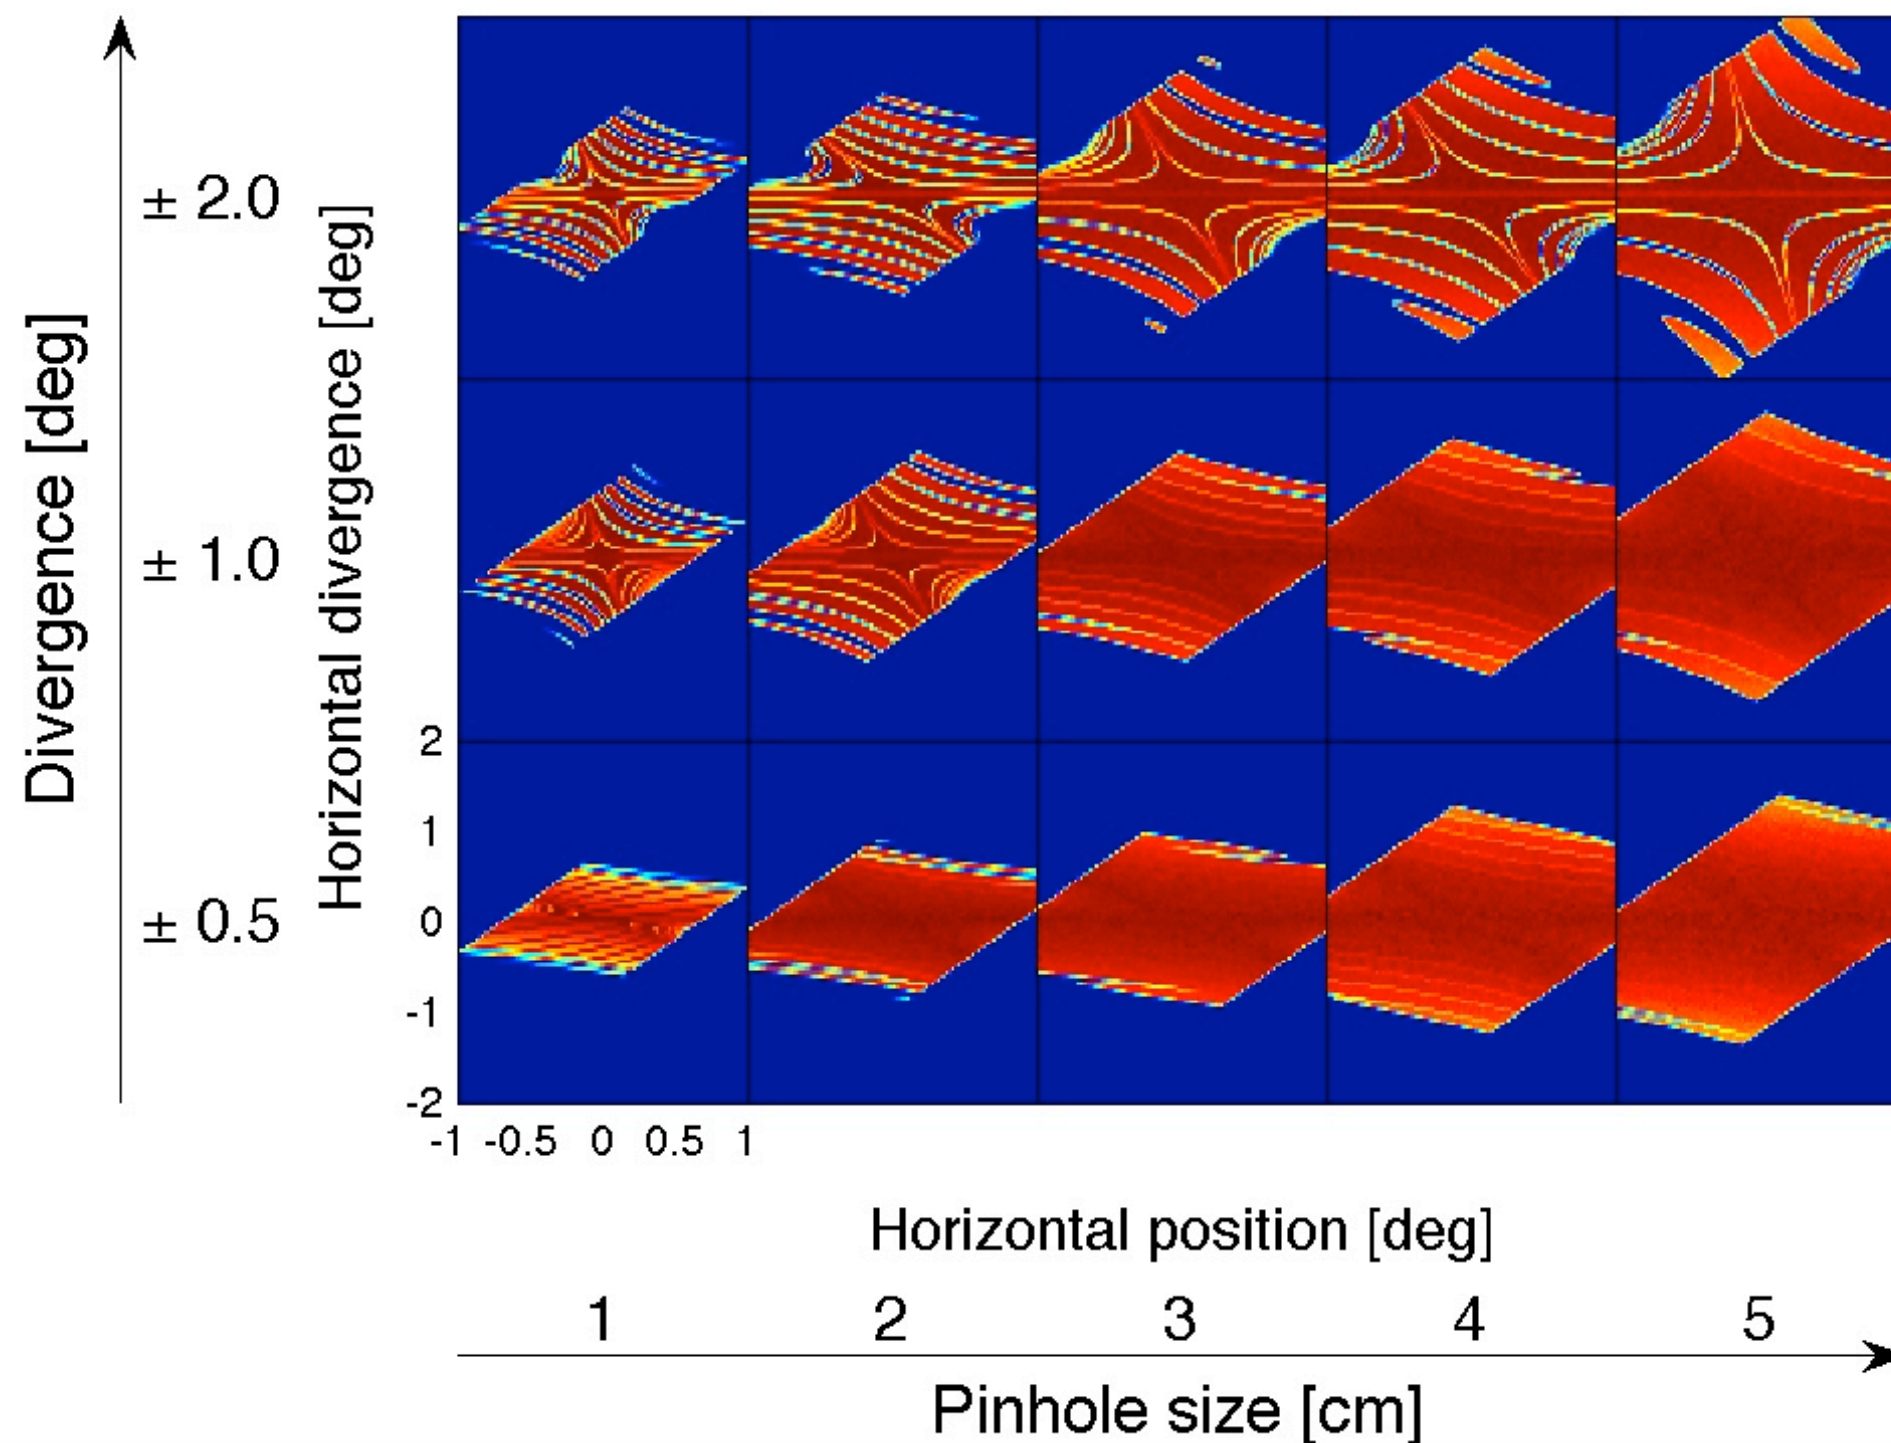 Divergence [deg]
± 2.0
± 1.0
± 0.5
Horizontal divergence [deg]
2
1
0
-1
-2
-1 -0.5 0 0.5 1
Horizontal position [deg]
1 2 3 4 5
Pinhole size [cm]